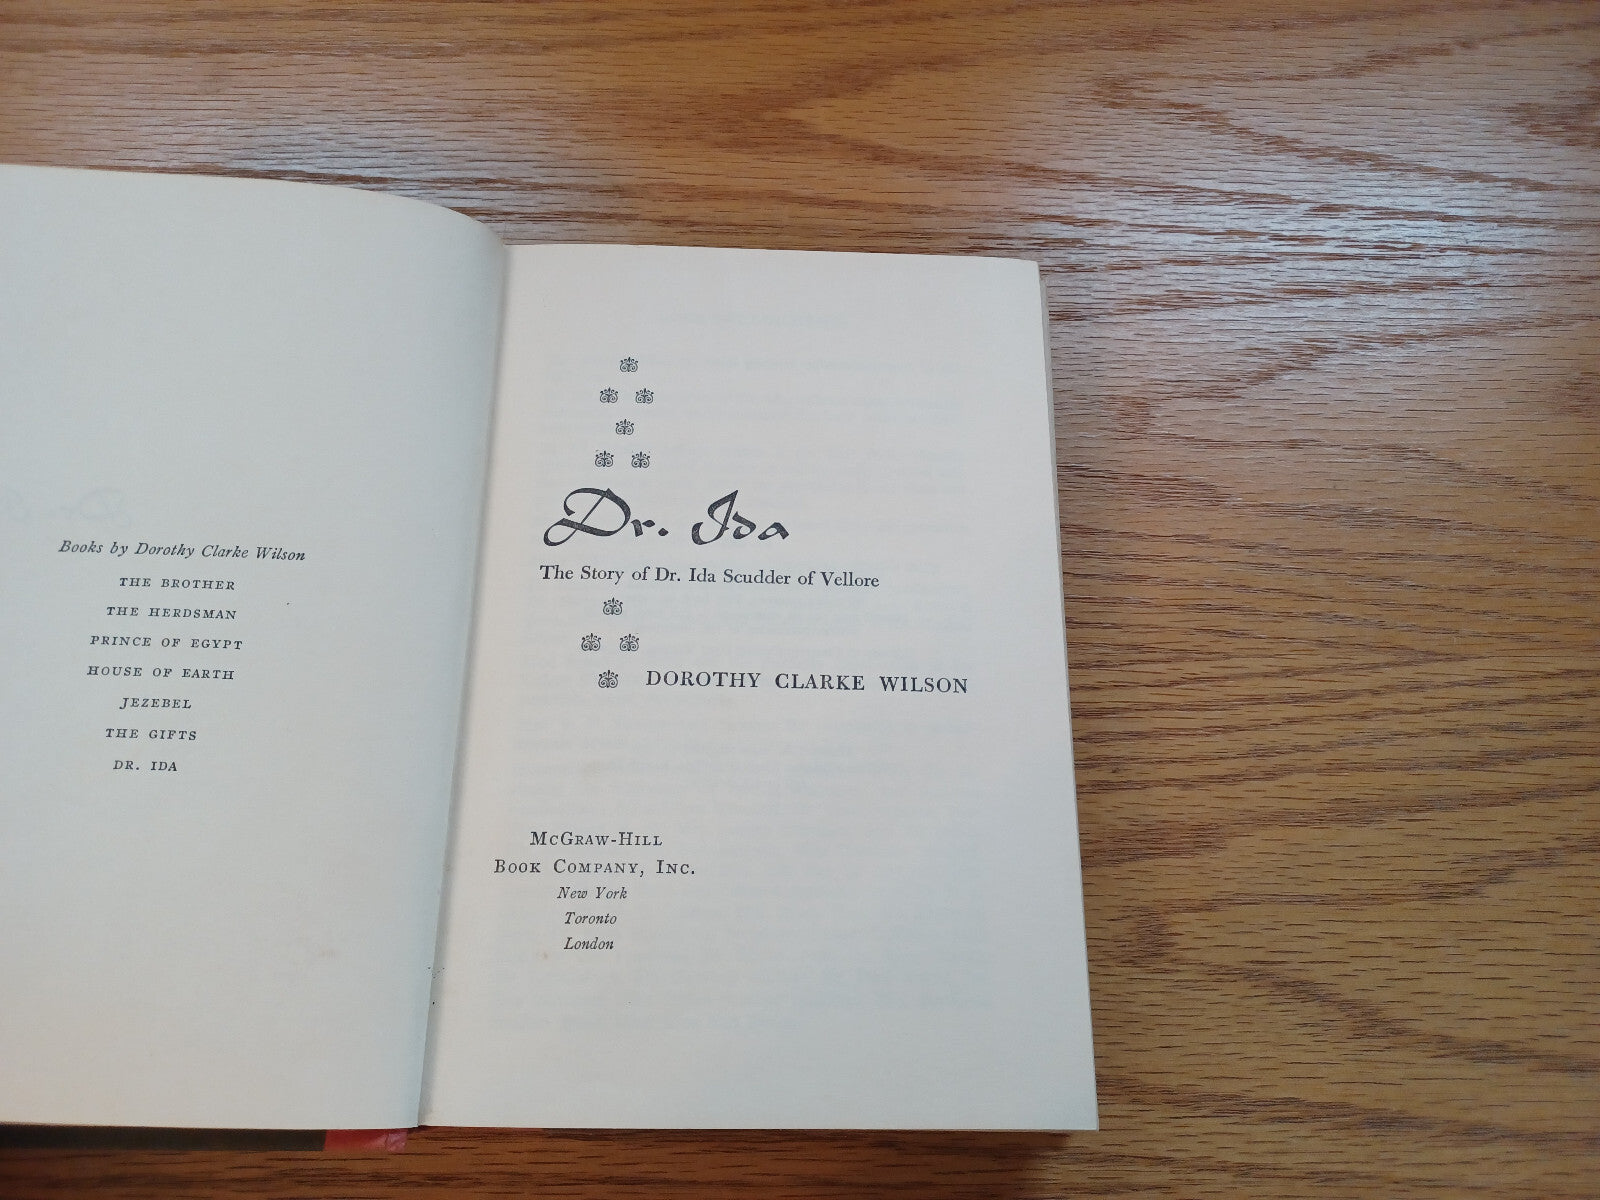 Books by Dorothy Clarke Wilson
THE BROTHER
THE HERDSMAN
PRINCE OF EGYPT
HOUSE OF EARTH
JEZEBEL
THE GIFTS
DR. IDA
Dr. Ida
The Story of Dr. Ida Scudder of Vellore
DOROTHY CLARKE WILSON
McGraw-Hill
Book Company, Inc.
New York
Toronto
London